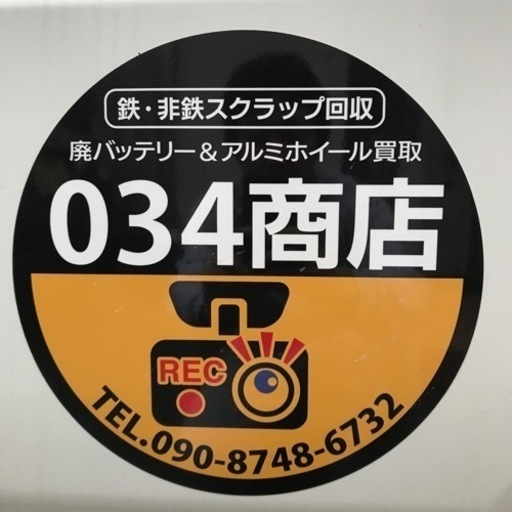 鉄・非鉄スクラップ回収
廃バッテリー&アルミホイール買取
034商店
REC
TEL.090-8748-6732